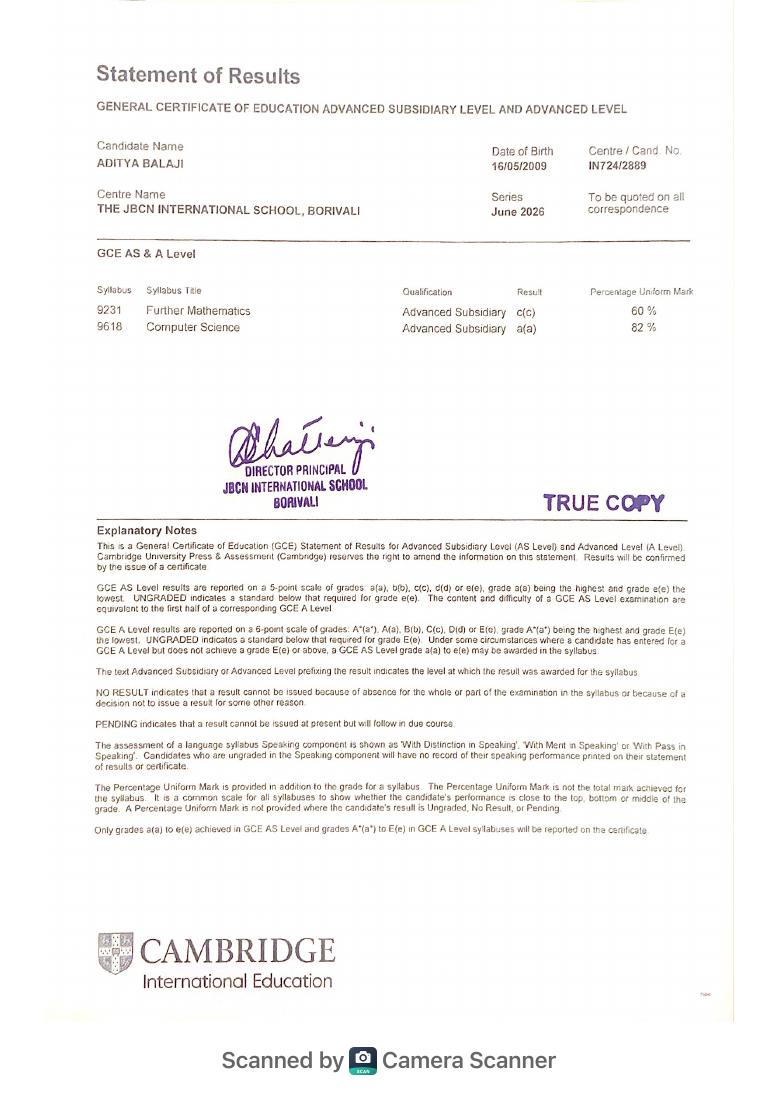 Statement of Results
GENERAL CERTIFICATE OF EDUCATION ADVANCED SUBSIDIARY LEVEL AND ADVANCED LEVEL
Candidate Name
ADITYA BALAJI
Date of Birth
16/05/2009
Centre / Cand. No.
IN724/2889
Centre Name
THE JBCN INTERNATIONAL SCHOOL, BORIVALI
Series
June 2026
To be quoted on all
correspondence
GCE AS & A Level
Syllabus Syllabus Title Qualification Result Percentage Uniform Mark
9231 Further Mathematics Advanced Subsidiary c(c) 60 %
9618 Computer Science Advanced Subsidiary a(a) 82 %
DIRECTOR PRINCIPAL
JBCN INTERNATIONAL SCHOOL
BORIVALI
TRUE COPY
Explanatory Notes
This is a General Certificate of Education (GCE) Statement of Results for Advanced Subsidiary Level (AS Level) and Advanced Level (A Level).
Cambridge University Press & Assessment (Cambridge) reserves the right to amend the information on this statement. Results will be confirmed
by the issue of a certificate.
GCE AS Level results are reported on a 5-point scale of grades: a(a), b(b), c(c), d(d) or e(e), grade a(a) being the highest and grade e(e) the
lowest. UNGRADED indicates a standard below that required for grade e(e). The content and difficulty of a GCE AS Level examination are
equivalent to the first half of a corresponding GCE A Level.
GCE A Level results are reported on a 6-point scale of grades: A*(a*), A(a), B(b), C(c), D(d) or E(e), grade A*(a*) being the highest and grade E(e)
the lowest. UNGRADED indicates a standard below that required for grade E(e). Under some circumstances where a candidate has entered for a
GCE A Level but does not achieve a grade E(e) or above, a GCE AS Level grade a(a) to e(e) may be awarded in the syllabus.
The text Advanced Subsidiary or Advanced Level prefixing the result indicates the level at which the result was awarded for the syllabus.
NO RESULT indicates that a result cannot be issued because of absence for the whole or part of the examination in the syllabus or because of a
decision not to issue a result for some other reason.
PENDING indicates that a result cannot be issued at present but will follow in due course.
The assessment of a language syllabus Speaking component is shown as 'With Distinction in Speaking', 'With Merit in Speaking' or 'With Pass in
Speaking'. Candidates who are ungraded in the Speaking component will have no record of their speaking performance printed on their statement
of results or certificate.
The Percentage Uniform Mark is provided in addition to the grade for a syllabus. The Percentage Uniform Mark is not the total mark achieved for
the syllabus. It is a common scale for all syllabuses to show whether the candidate's performance is close to the top, bottom or middle of the
grade. A Percentage Uniform Mark is not provided where the candidate's result is Ungraded, No Result, or Pending.
Only grades a(a) to e(e) achieved in GCE AS Level and grades A*(a*) to E(e) in GCE A Level syllabuses will be reported on the certificate.
CAMBRIDGE
International Education
Scanned by SCAN Camera Scanner